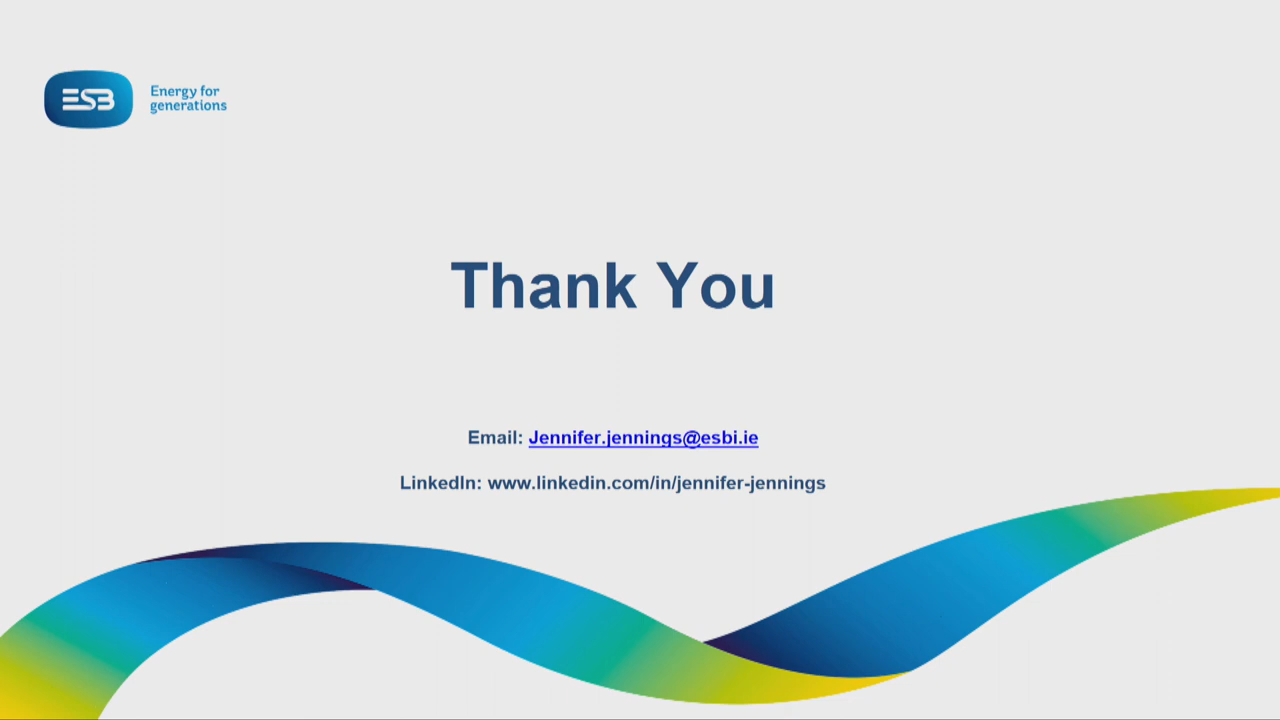 ESB
Energy for
generations
Thank You
Email: Jennifer.jennings@esbi.ie
LinkedIn: www.linkedin.com/in/jennifer-jennings